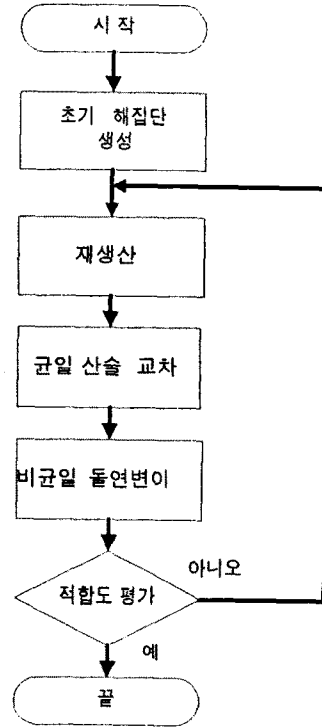 시작
초기 해집단
생성
재생산
균일 산술 교차
비균일 돌연변이
적합도 평가
아니오
예
끝